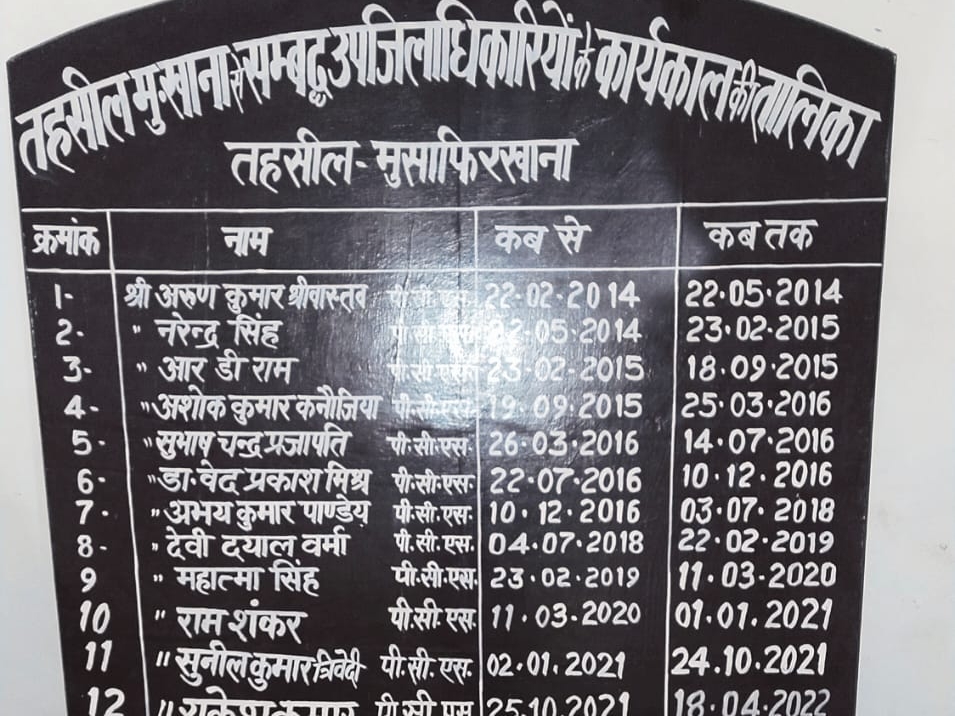 तहसील मु.खाना से सम्बद्ध उपजिलाधिकारियों के कार्यकाल की तालिका
तहसील- मुसाफिरखाना
क्रमांक नाम कब से कब तक
1- श्री अरुण कुमार श्रीवास्तव पी.सी.एस. 22·02·2014 22·05·2014
2- " नरेन्द्र सिंह पी.सी.एस. 22·05·2014 23·02·2015
3- " आर डी राम पी.सी.एस. 23·02·2015 18·09·2015
4- " अशोक कुमार कनौजिया पी.सी.एस. 19·09·2015 25·03·2016
5- " सुभाष चन्द्र प्रजापति पी.सी.एस. 26·03·2016 14·07·2016
6- " डा. वेद प्रकाश मिश्र पी.सी.एस. 22·07·2016 10·12·2016
7- " अभय कुमार पाण्डेय पी.सी.एस. 10·12·2016 03·07·2018
8- " देवी दयाल वर्मा पी.सी.एस. 04·07·2018 22·02·2019
9 " महात्मा सिंह पी.सी.एस. 23·02·2019 11·03-2020
10 " राम शंकर पी.सी.एस. 11·03·2020 01.01.2021
11 " सुनील कुमार त्रिवेदी पी.सी.एस. 02.01.2021 24.10.2021
12 " राकेश कुमार पी.सी.एस 25.10.2021 18.04.2022